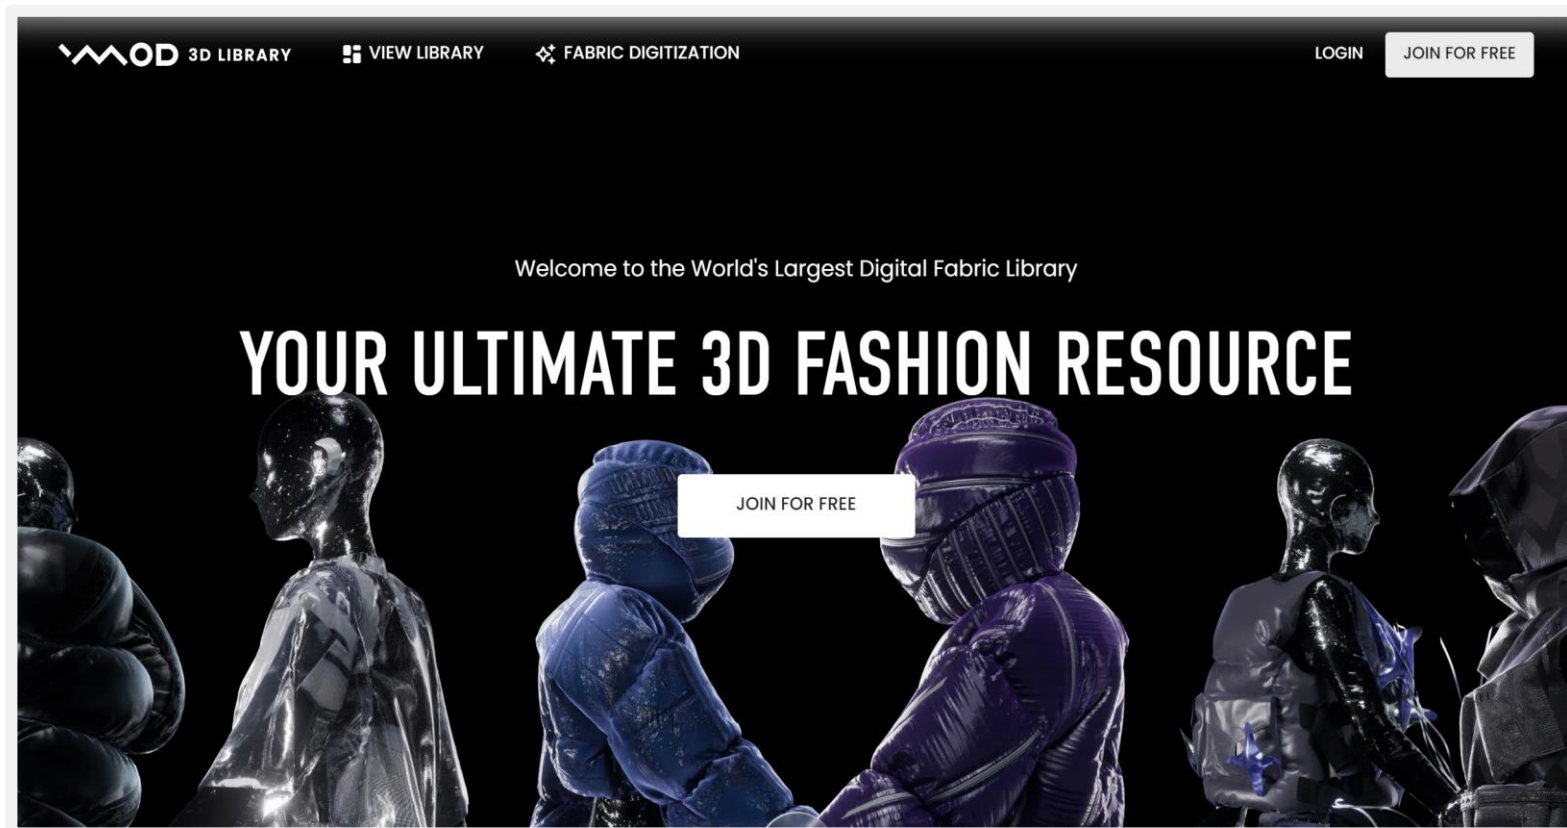 VMOD 3D LIBRARY
VIEW LIBRARY
FABRIC DIGITIZATION
LOGIN
JOIN FOR FREE
Welcome to the World's Largest Digital Fabric Library
YOUR ULTIMATE 3D FASHION RESOURCE
JOIN FOR FREE